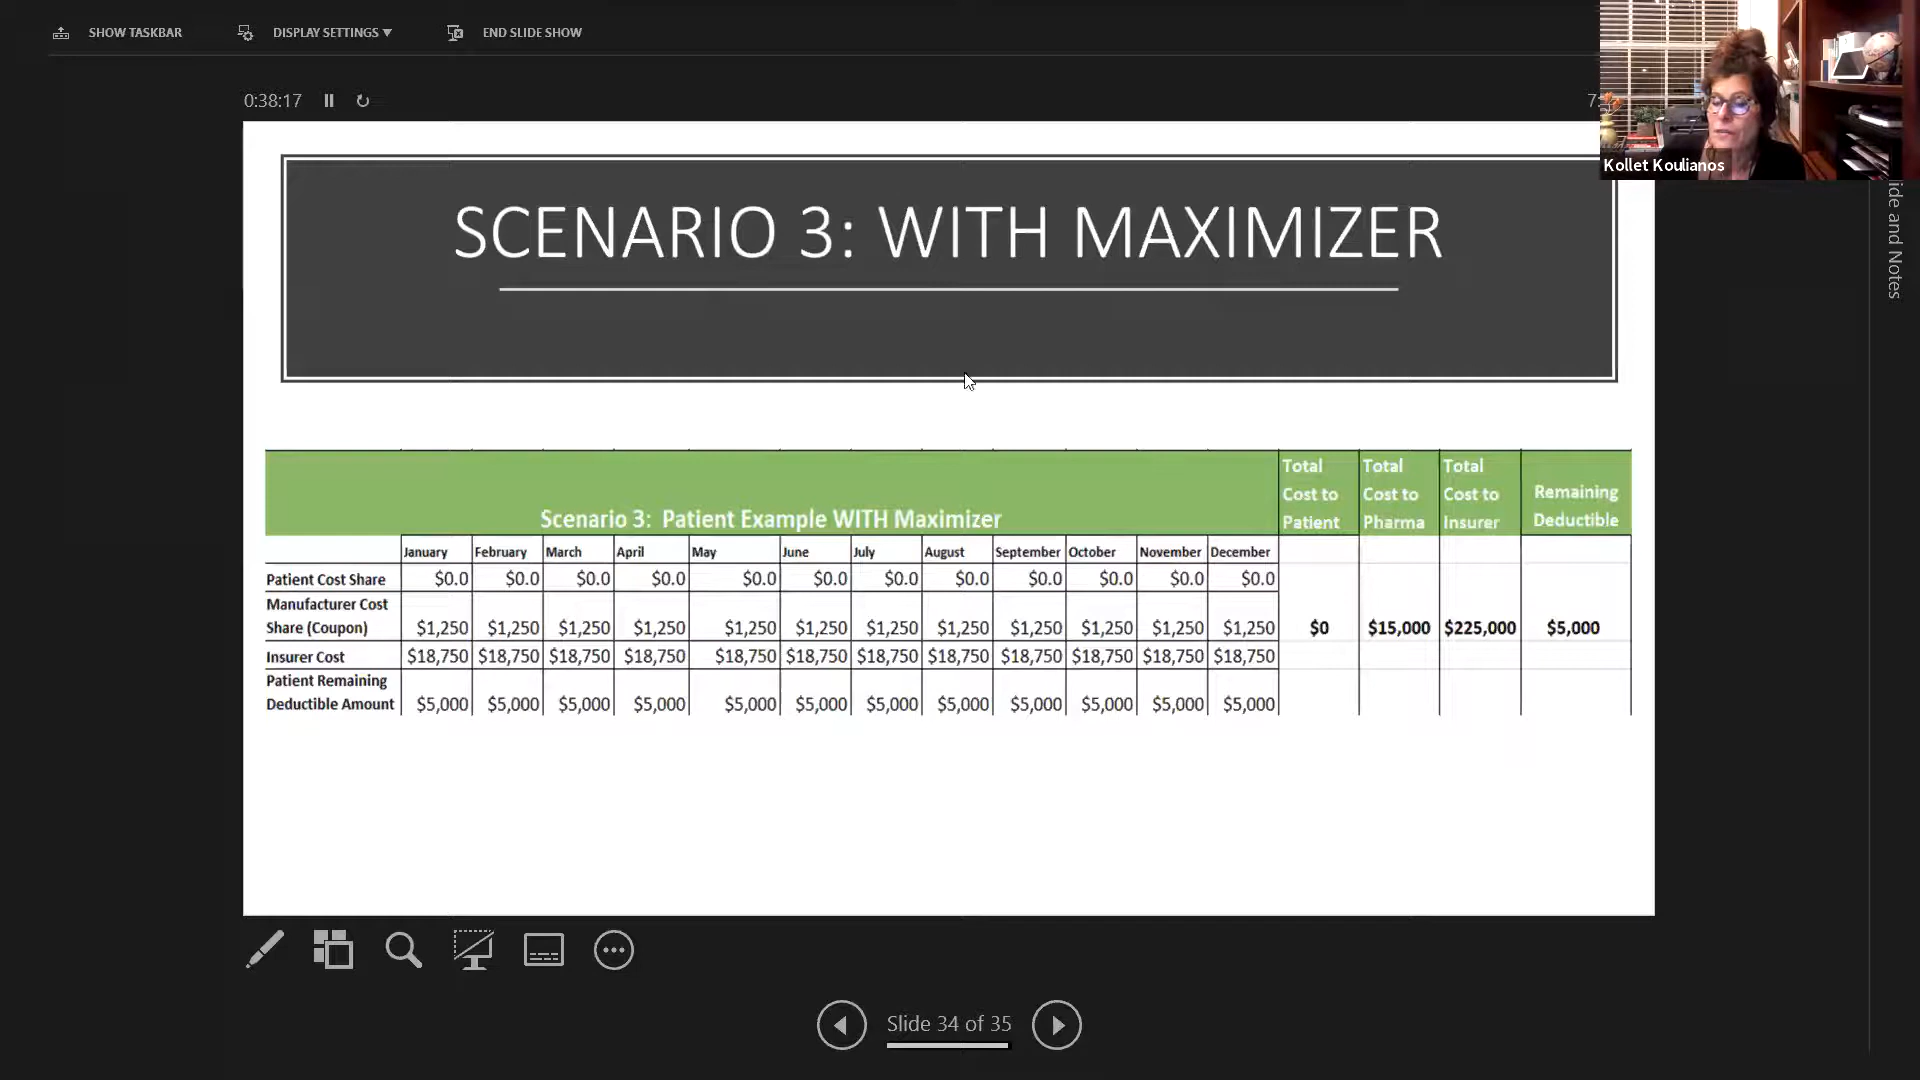 SHOW TASKBAR
DISPLAY SETTINGS ▼
END SLIDE SHOW
0:38:17
Kollet Koulianos
SCENARIO 3: WITH MAXIMIZER
Scenario 3: Patient Example WITH Maximizer
Total Cost to Patient
Total Cost to Pharma
Total Cost to Insurer
Remaining Deductible
January February March April May June July August September October November December
Patient Cost Share $0.0 $0.0 $0.0 $0.0 $0.0 $0.0 $0.0 $0.0 $0.0 $0.0 $0.0 $0.0
Manufacturer Cost
Share (Coupon) $1,250 $1,250 $1,250 $1,250 $1,250 $1,250 $1,250 $1,250 $1,250 $1,250 $1,250 $1,250 $0 $15,000 $225,000 $5,000
Insurer Cost $18,750 $18,750 $18,750 $18,750 $18,750 $18,750 $18,750 $18,750 $18,750 $18,750 $18,750 $18,750
Patient Remaining
Deductible Amount $5,000 $5,000 $5,000 $5,000 $5,000 $5,000 $5,000 $5,000 $5,000 $5,000 $5,000 $5,000
and Notes
Slide 34 of 35